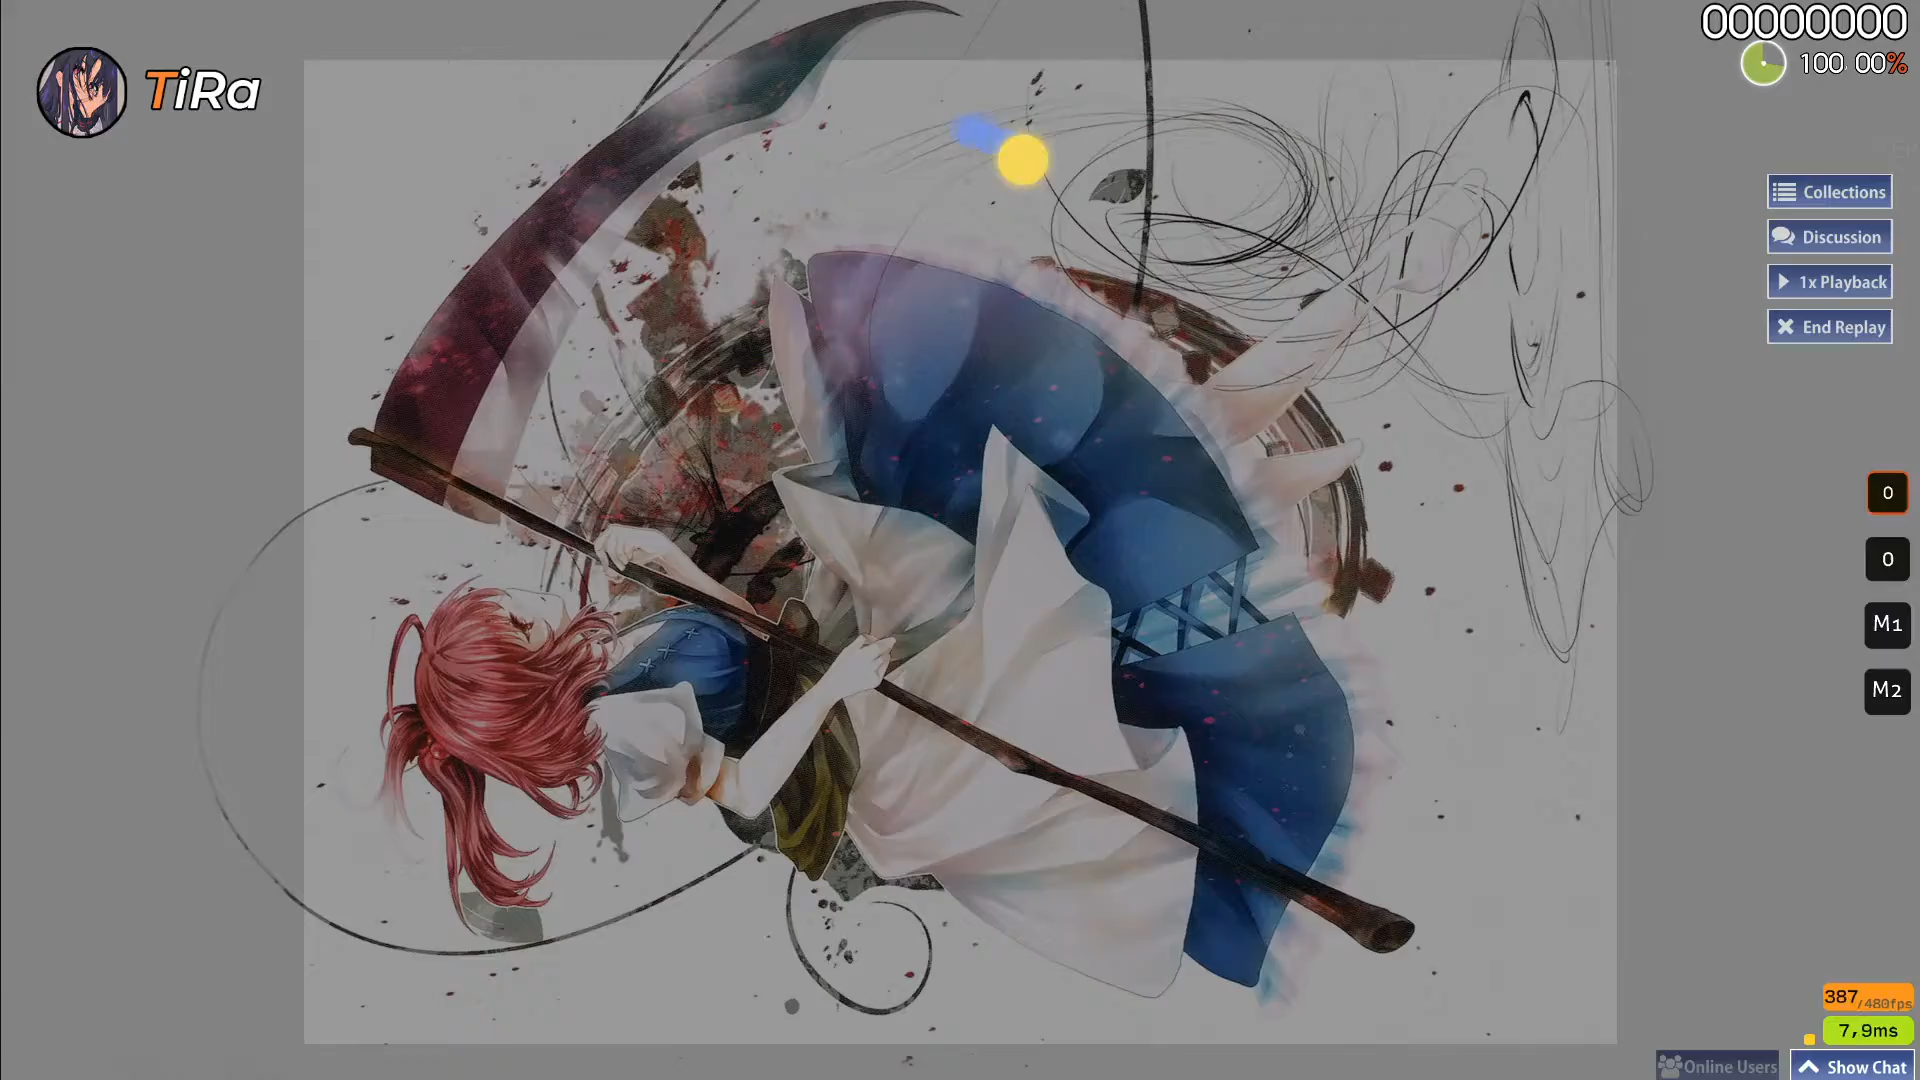 00000000
TiRa
100 00%
Collections
Discussion
1x Playback
End Replay
0
0
M1
M2
387/480fps
7,9ms
Online Users
Show Chat